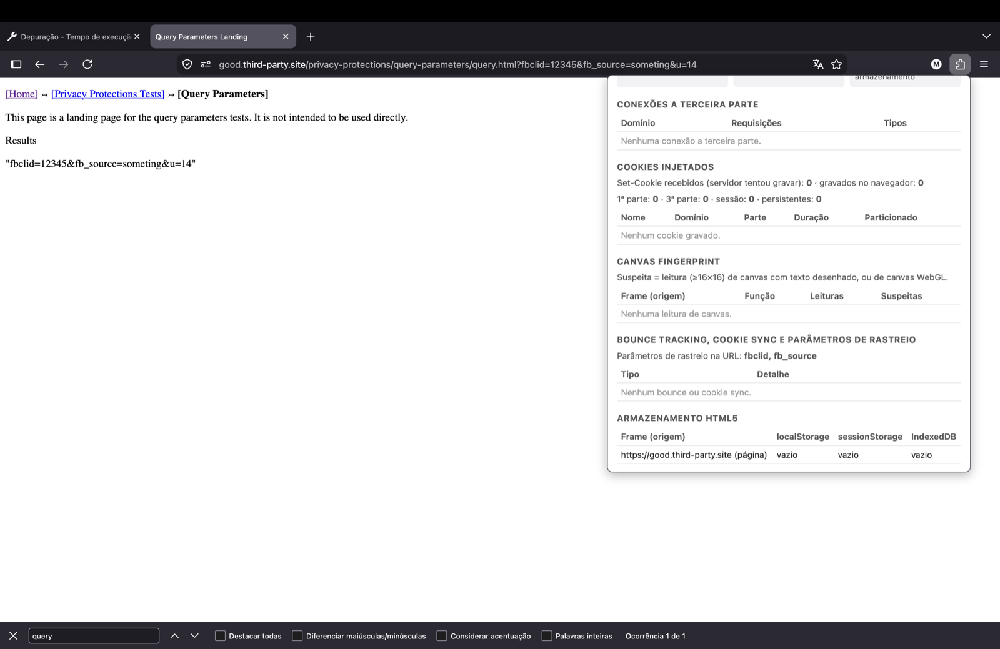 Depuração - Tempo de execuçã
Query Parameters Landing
good.third-party.site/privacy-protections/query-parameters/query.html?fbclid=12345&fb_source=someting&u=14
M
[Home] ↣ [Privacy Protections Tests] ↣ [Query Parameters]
This page is a landing page for the query parameters tests. It is not intended to be used directly.
Results
"fbclid=12345&fb_source=someting&u=14"
armazenamento
CONEXÕES A TERCEIRA PARTE
Domínio Requisições Tipos
Nenhuma conexão a terceira parte.
COOKIES INJETADOS
Set-Cookie recebidos (servidor tentou gravar): 0 · gravados no navegador: 0
1ª parte: 0 · 3ª parte: 0 · sessão: 0 · persistentes: 0
Nome Domínio Parte Duração Particionado
Nenhum cookie gravado.
CANVAS FINGERPRINT
Suspeita = leitura (≥16×16) de canvas com texto desenhado, ou de canvas WebGL.
Frame (origem) Função Leituras Suspeitas
Nenhuma leitura de canvas.
BOUNCE TRACKING, COOKIE SYNC E PARÂMETROS DE RASTREIO
Parâmetros de rastreio na URL: fbclid, fb_source
Tipo Detalhe
Nenhum bounce ou cookie sync.
ARMAZENAMENTO HTML5
Frame (origem) localStorage sessionStorage IndexedDB
https://good.third-party.site (página) vazio vazio vazio
query
Destacar todas Diferenciar maiúsculas/minúsculas Considerar acentuação Palavras inteiras Ocorrência 1 de 1